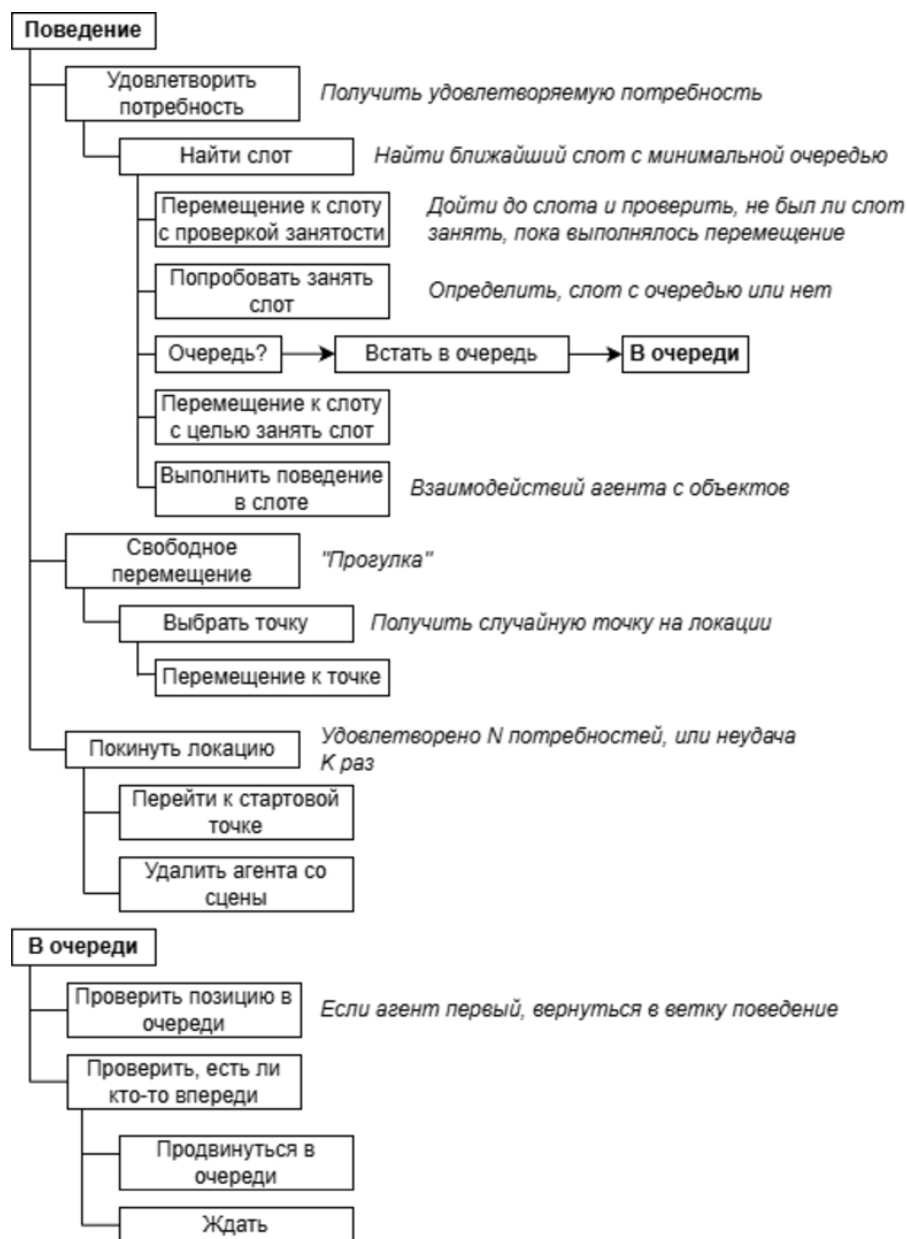 Поведение
Удовлетворить
потребность
Получить удовлетворяемую потребность
Найти слот
Найти ближайший слот с минимальной очередью
Перемещение к слоту
с проверкой занятости
Дойти до слота и проверить, не был ли слот
занять, пока выполнялось перемещение
Попробовать занять
слот
Определить, слот с очередью или нет
Очередь?
Встать в очередь
В очереди
Перемещение к слоту
с целью занять слот
Выполнить поведение
в слоте
Взаимодействий агента с объектов
Свободное
перемещение
"Прогулка"
Выбрать точку
Получить случайную точку на локации
Перемещение к точке
Покинуть локацию
Удовлетворено N потребностей, или неудача
K раз
Перейти к стартовой
точке
Удалить агента со
сцены
В очереди
Проверить позицию в
очереди
Если агент первый, вернуться в ветку поведение
Проверить, есть ли
кто-то впереди
Продвинуться в
очереди
Ждать